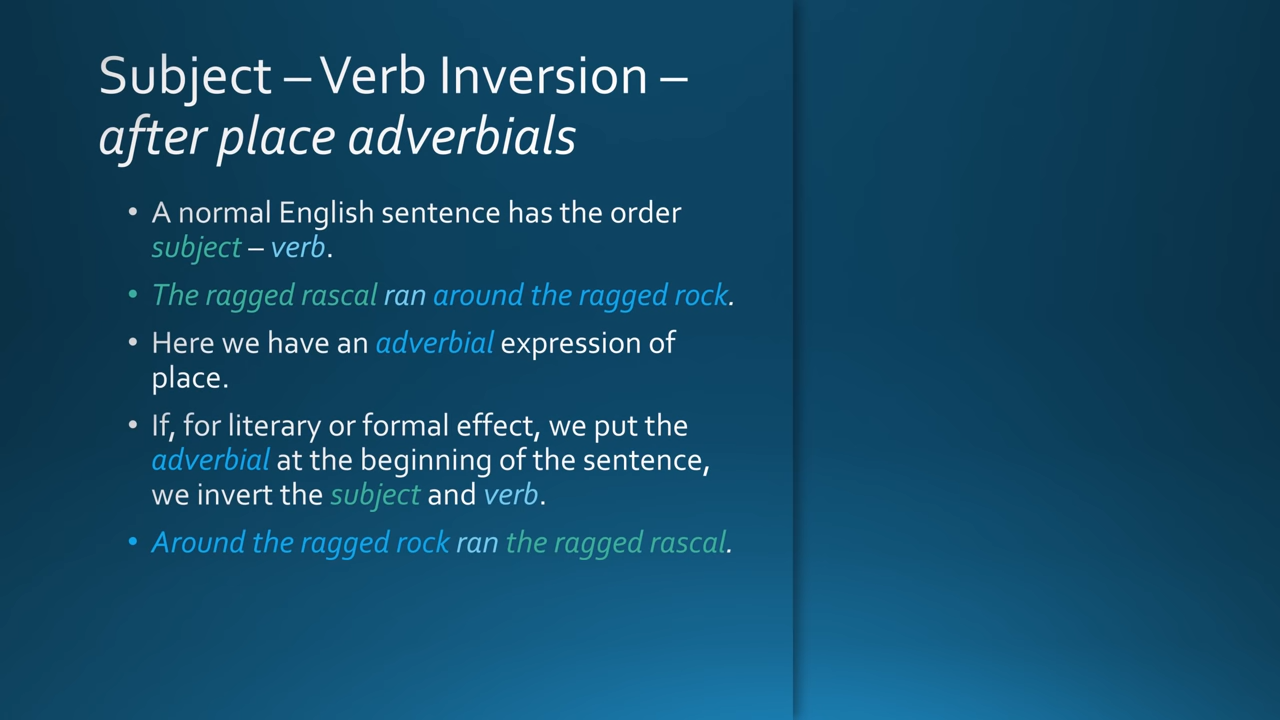 Subject – Verb Inversion –
after place adverbials
• A normal English sentence has the order
subject – verb.
• The ragged rascal ran around the ragged rock.
• Here we have an adverbial expression of
place.
• If, for literary or formal effect, we put the
adverbial at the beginning of the sentence,
we invert the subject and verb.
• Around the ragged rock ran the ragged rascal.